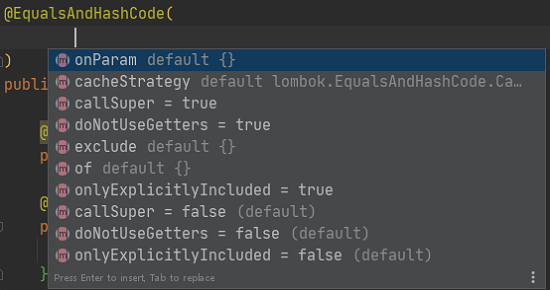 @EqualsAndHashCode(
onParam default {}
cacheStrategy default lombok.EqualsAndHashCode.Ca…
callSuper = true
doNotUseGetters = true
exclude default {}
of default {}
onlyExplicitlyIncluded = true
callSuper = false (default)
doNotUseGetters = false (default)
onlyExplicitlyIncluded = false (default)
Press Enter to insert, Tab to replace
)
publi
@
p
@
p
}